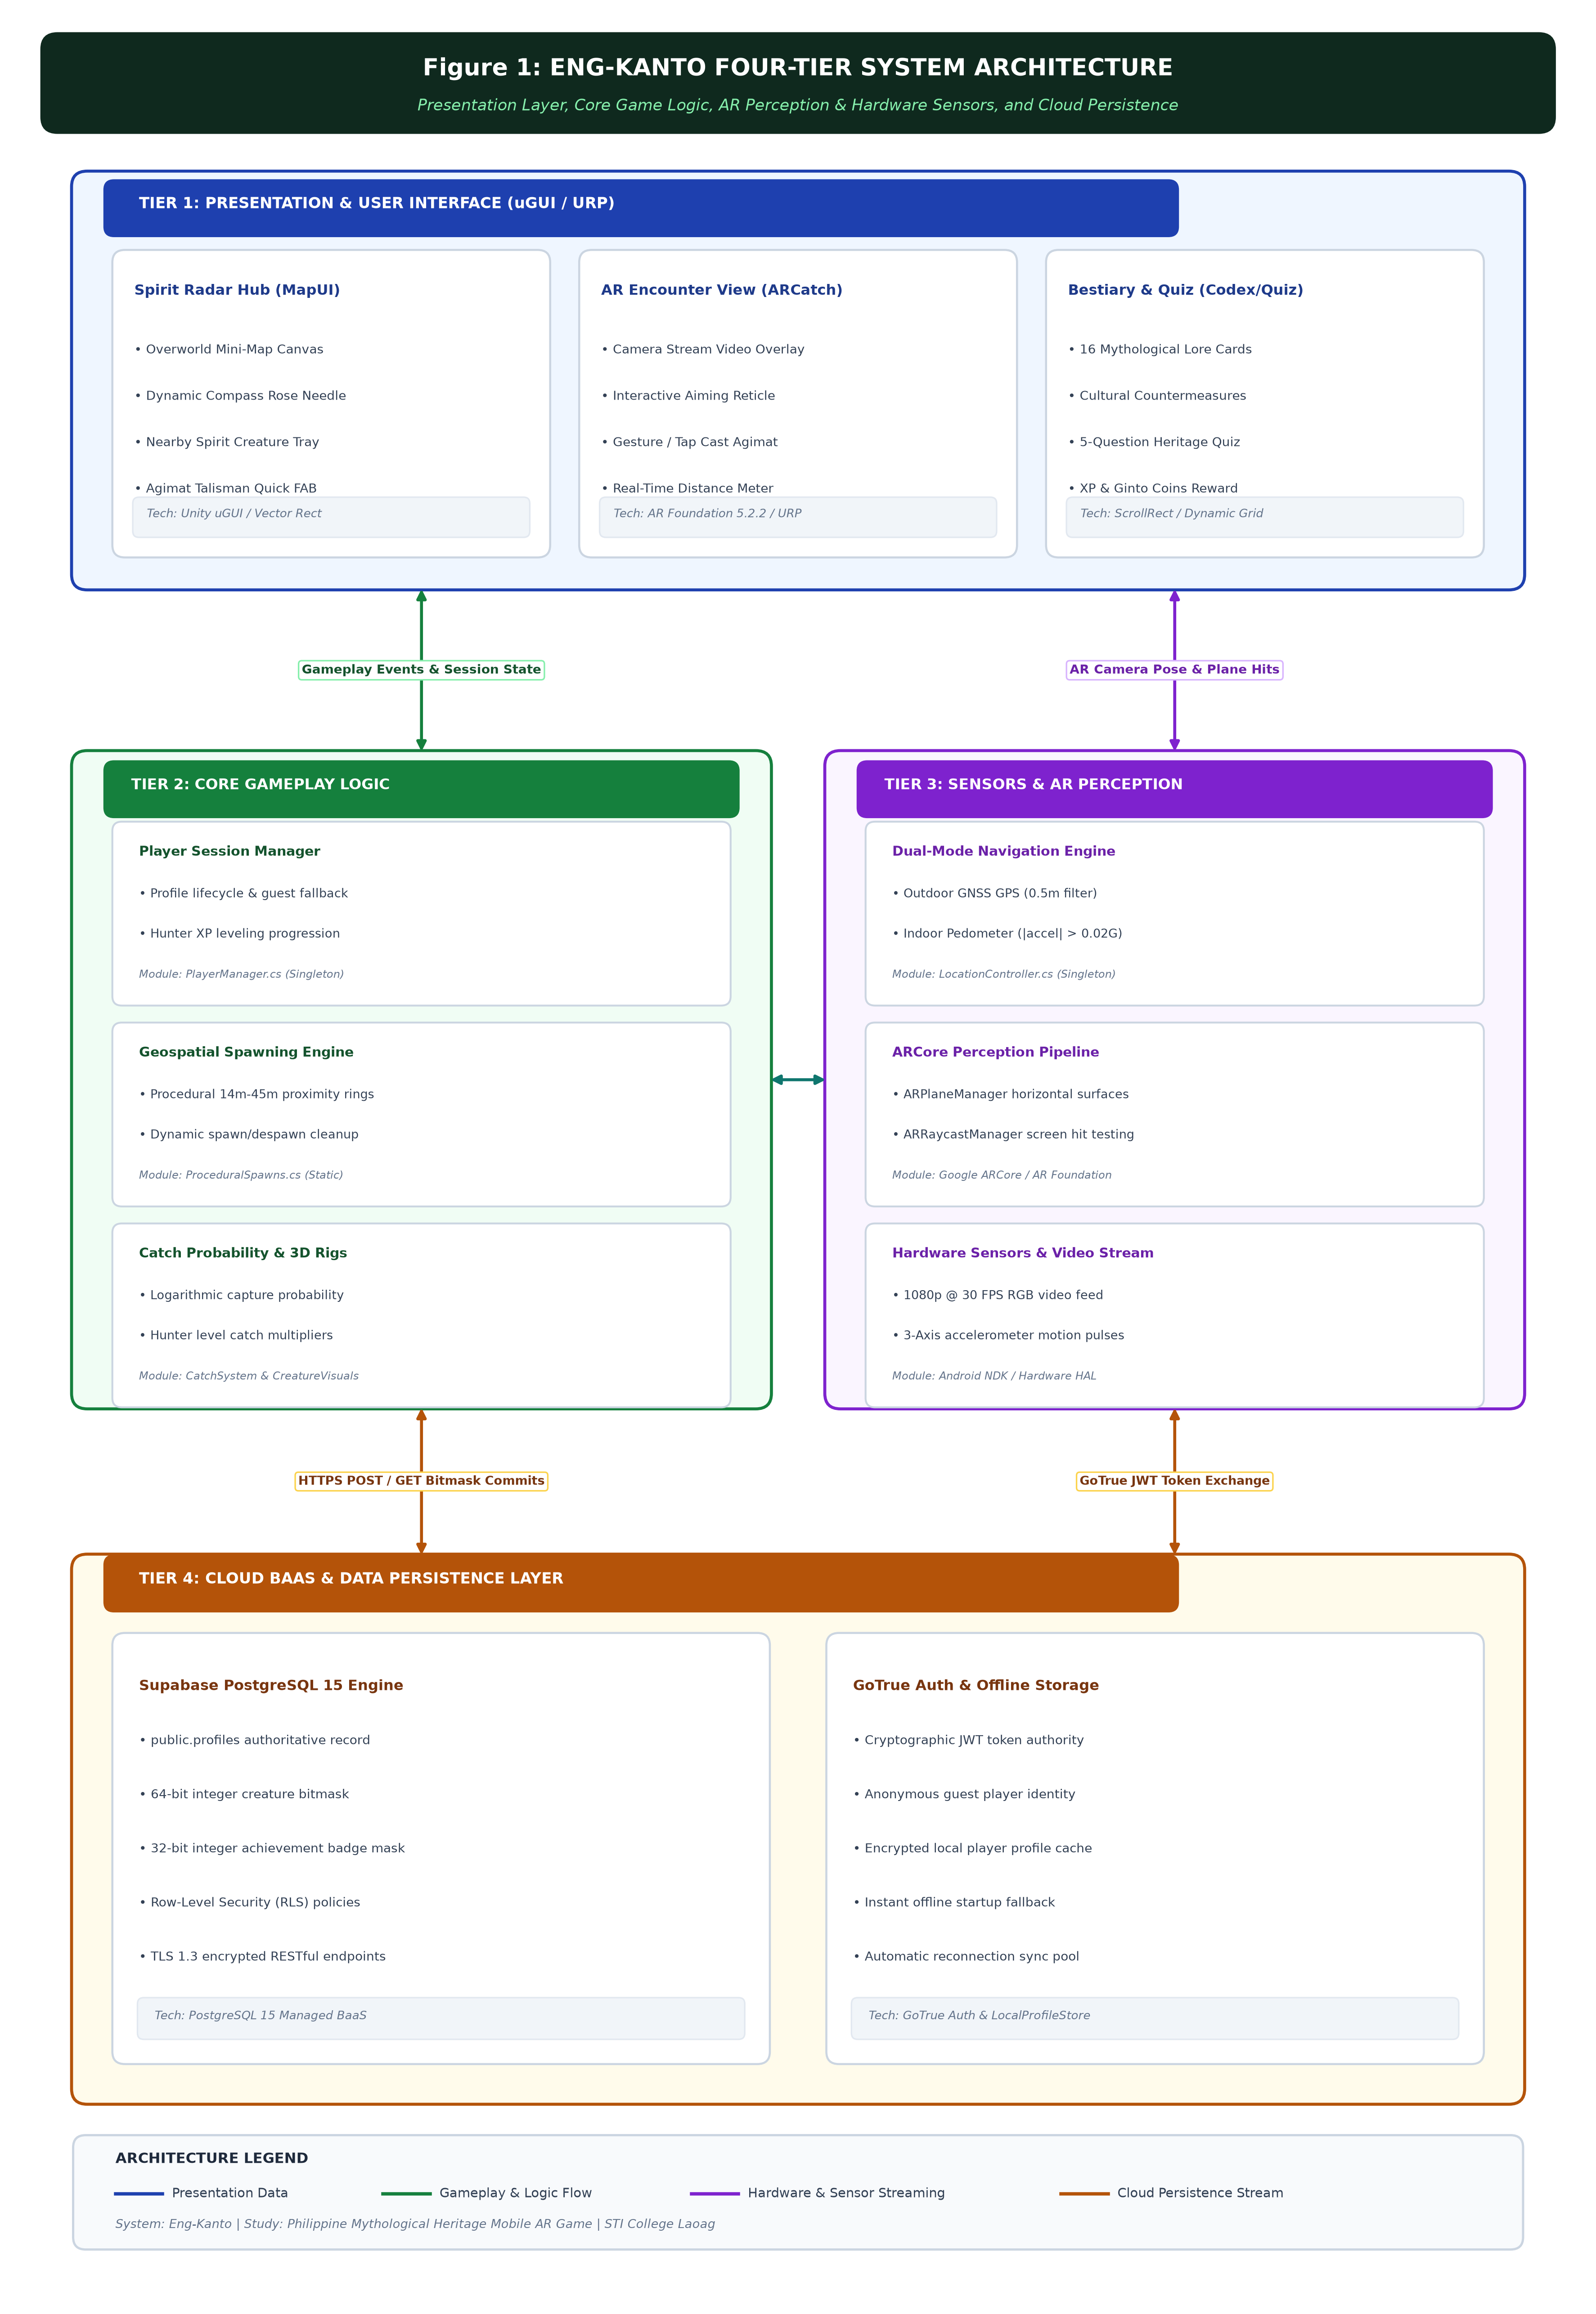 Figure 1: ENG-KANTO FOUR-TIER SYSTEM ARCHITECTURE
Presentation Layer, Core Game Logic, AR Perception & Hardware Sensors, and Cloud Persistence
TIER 1: PRESENTATION & USER INTERFACE (uGUI / URP)
Spirit Radar Hub (MapUI)
• Overworld Mini-Map Canvas
• Dynamic Compass Rose Needle
• Nearby Spirit Creature Tray
• Agimat Talisman Quick FAB
Tech: Unity uGUI / Vector Rect
AR Encounter View (ARCatch)
• Camera Stream Video Overlay
• Interactive Aiming Reticle
• Gesture / Tap Cast Agimat
• Real-Time Distance Meter
Tech: AR Foundation 5.2.2 / URP
Bestiary & Quiz (Codex/Quiz)
• 16 Mythological Lore Cards
• Cultural Countermeasures
• 5-Question Heritage Quiz
• XP & Ginto Coins Reward
Tech: ScrollRect / Dynamic Grid
Gameplay Events & Session State
AR Camera Pose & Plane Hits
TIER 2: CORE GAMEPLAY LOGIC
Player Session Manager
• Profile lifecycle & guest fallback
• Hunter XP leveling progression
Module: PlayerManager.cs (Singleton)
Geospatial Spawning Engine
• Procedural 14m-45m proximity rings
• Dynamic spawn/despawn cleanup
Module: ProceduralSpawns.cs (Static)
Catch Probability & 3D Rigs
• Logarithmic capture probability
• Hunter level catch multipliers
Module: CatchSystem & CreatureVisuals
TIER 3: SENSORS & AR PERCEPTION
Dual-Mode Navigation Engine
• Outdoor GNSS GPS (0.5m filter)
• Indoor Pedometer (|accel| > 0.02G)
Module: LocationController.cs (Singleton)
ARCore Perception Pipeline
• ARPlaneManager horizontal surfaces
• ARRaycastManager screen hit testing
Module: Google ARCore / AR Foundation
Hardware Sensors & Video Stream
• 1080p @ 30 FPS RGB video feed
• 3-Axis accelerometer motion pulses
Module: Android NDK / Hardware HAL
HTTPS POST / GET Bitmask Commits
GoTrue JWT Token Exchange
TIER 4: CLOUD BAAS & DATA PERSISTENCE LAYER
Supabase PostgreSQL 15 Engine
• public.profiles authoritative record
• 64-bit integer creature bitmask
• 32-bit integer achievement badge mask
• Row-Level Security (RLS) policies
• TLS 1.3 encrypted RESTful endpoints
Tech: PostgreSQL 15 Managed BaaS
GoTrue Auth & Offline Storage
• Cryptographic JWT token authority
• Anonymous guest player identity
• Encrypted local player profile cache
• Instant offline startup fallback
• Automatic reconnection sync pool
Tech: GoTrue Auth & LocalProfileStore
ARCHITECTURE LEGEND
Presentation Data
Gameplay & Logic Flow
Hardware & Sensor Streaming
Cloud Persistence Stream
System: Eng-Kanto | Study: Philippine Mythological Heritage Mobile AR Game | STI College Laoag